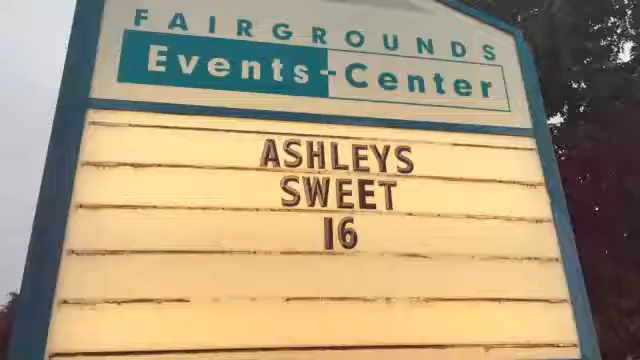 FAIRGROUNDS
Events-Center
ASHLEYS
SWEET
16